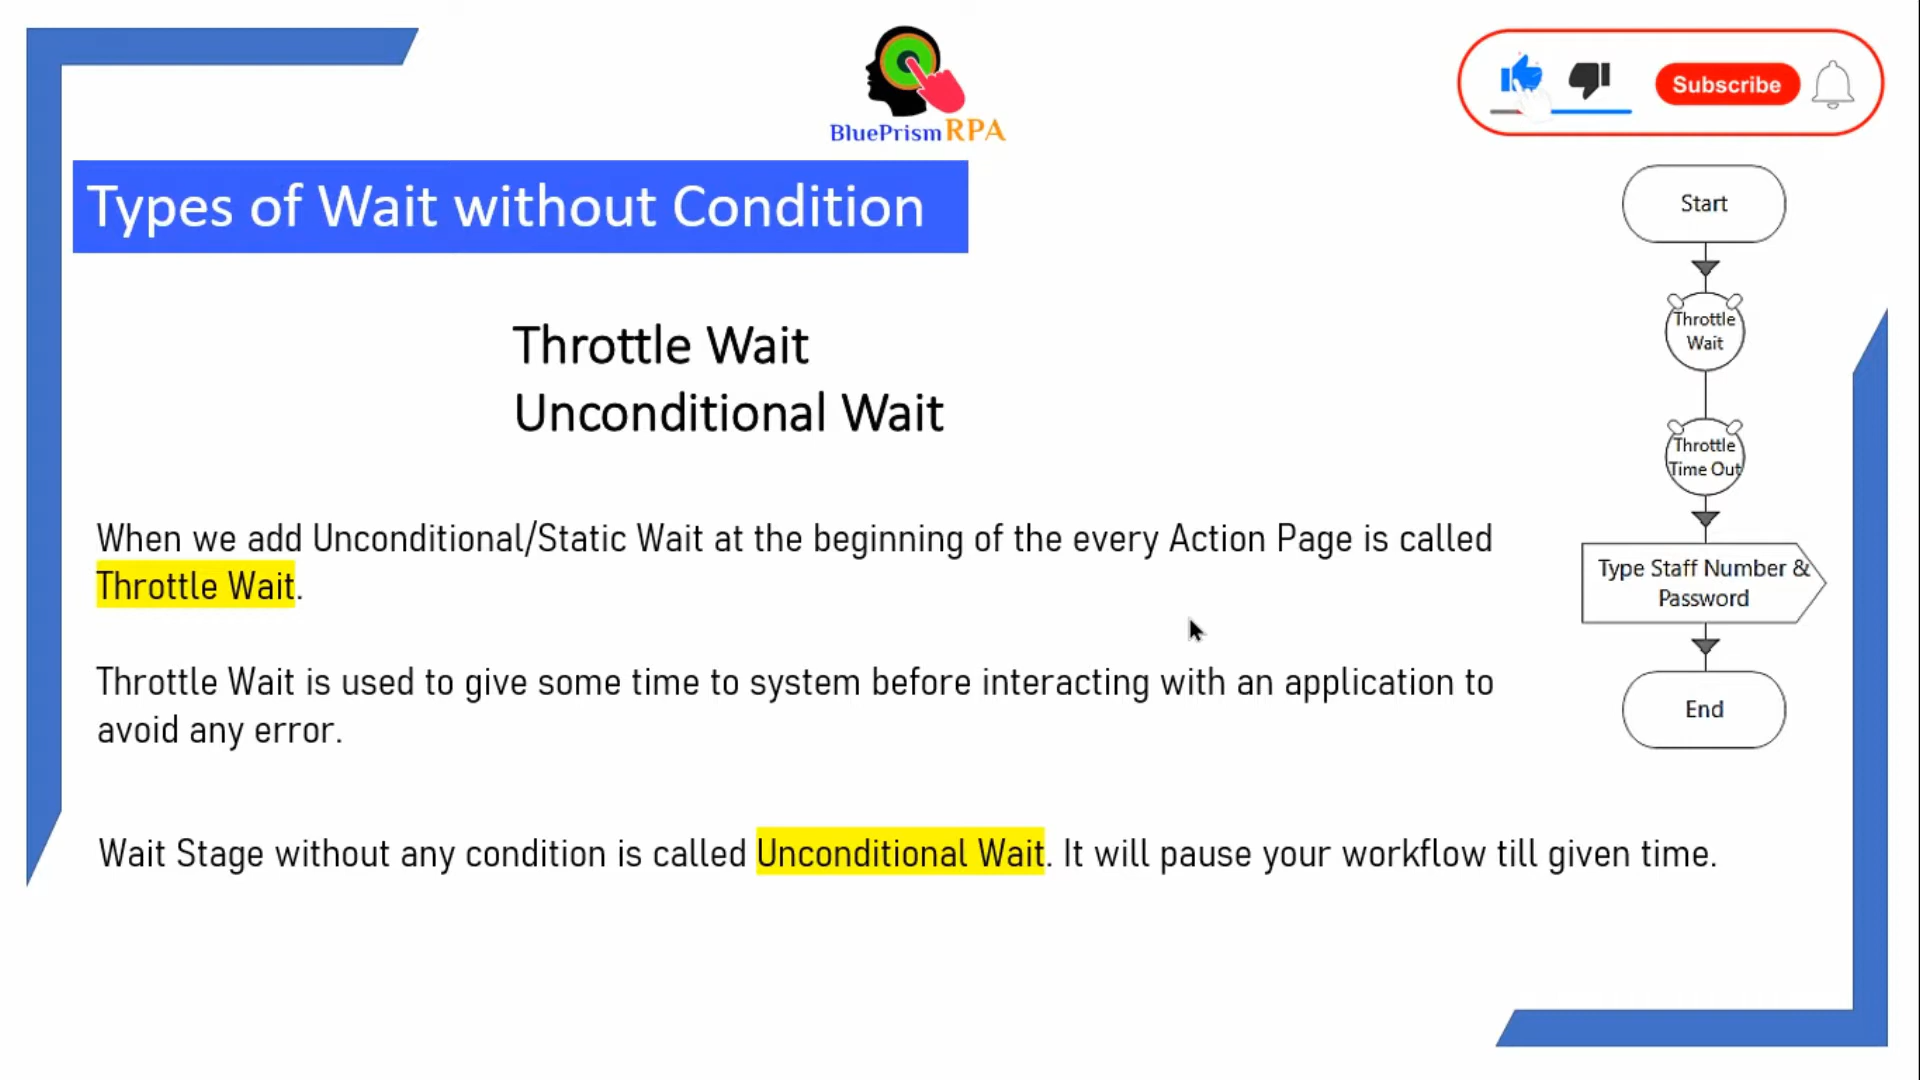 BluePrism RPA
Subscribe
Types of Wait without Condition
Throttle Wait
Unconditional Wait
When we add Unconditional/Static Wait at the beginning of the every Action Page is called
Throttle Wait.
Throttle Wait is used to give some time to system before interacting with an application to
avoid any error.
Wait Stage without any condition is called Unconditional Wait. It will pause your workflow till given time.
Start
Throttle
Wait
Throttle
Time Out
Type Staff Number &
Password
End